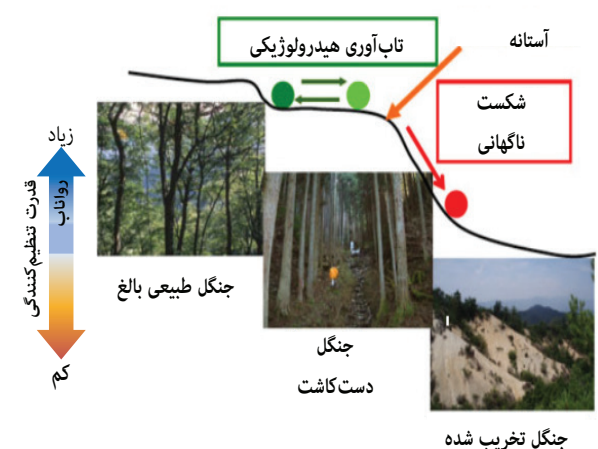 آستانه
تاب‌آوری هیدرولوژیکی
شکست
ناگهانی
زیاد
قدرت تنظیم‌کنندگی
رواناب
کم
جنگل طبیعی بالغ
جنگل
دست‌کاشت
جنگل تخریب شده